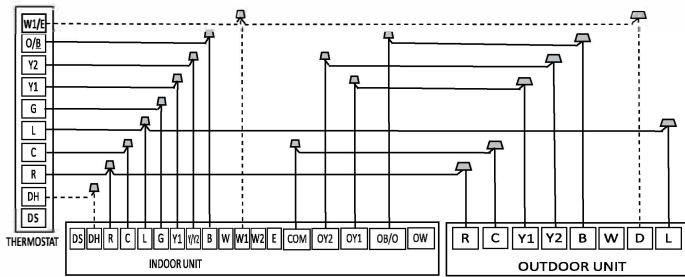 W1/E
O/B
Y2
Y1
G
L
C
R
DH
DS
THERMOSTAT
DS DH R C L G Y1 Y/Y2 B W W1 W2 E COM OY2 OY1 OB/O OW
INDOOR UNIT
R C Y1 Y2 B W D L
OUTDOOR UNIT